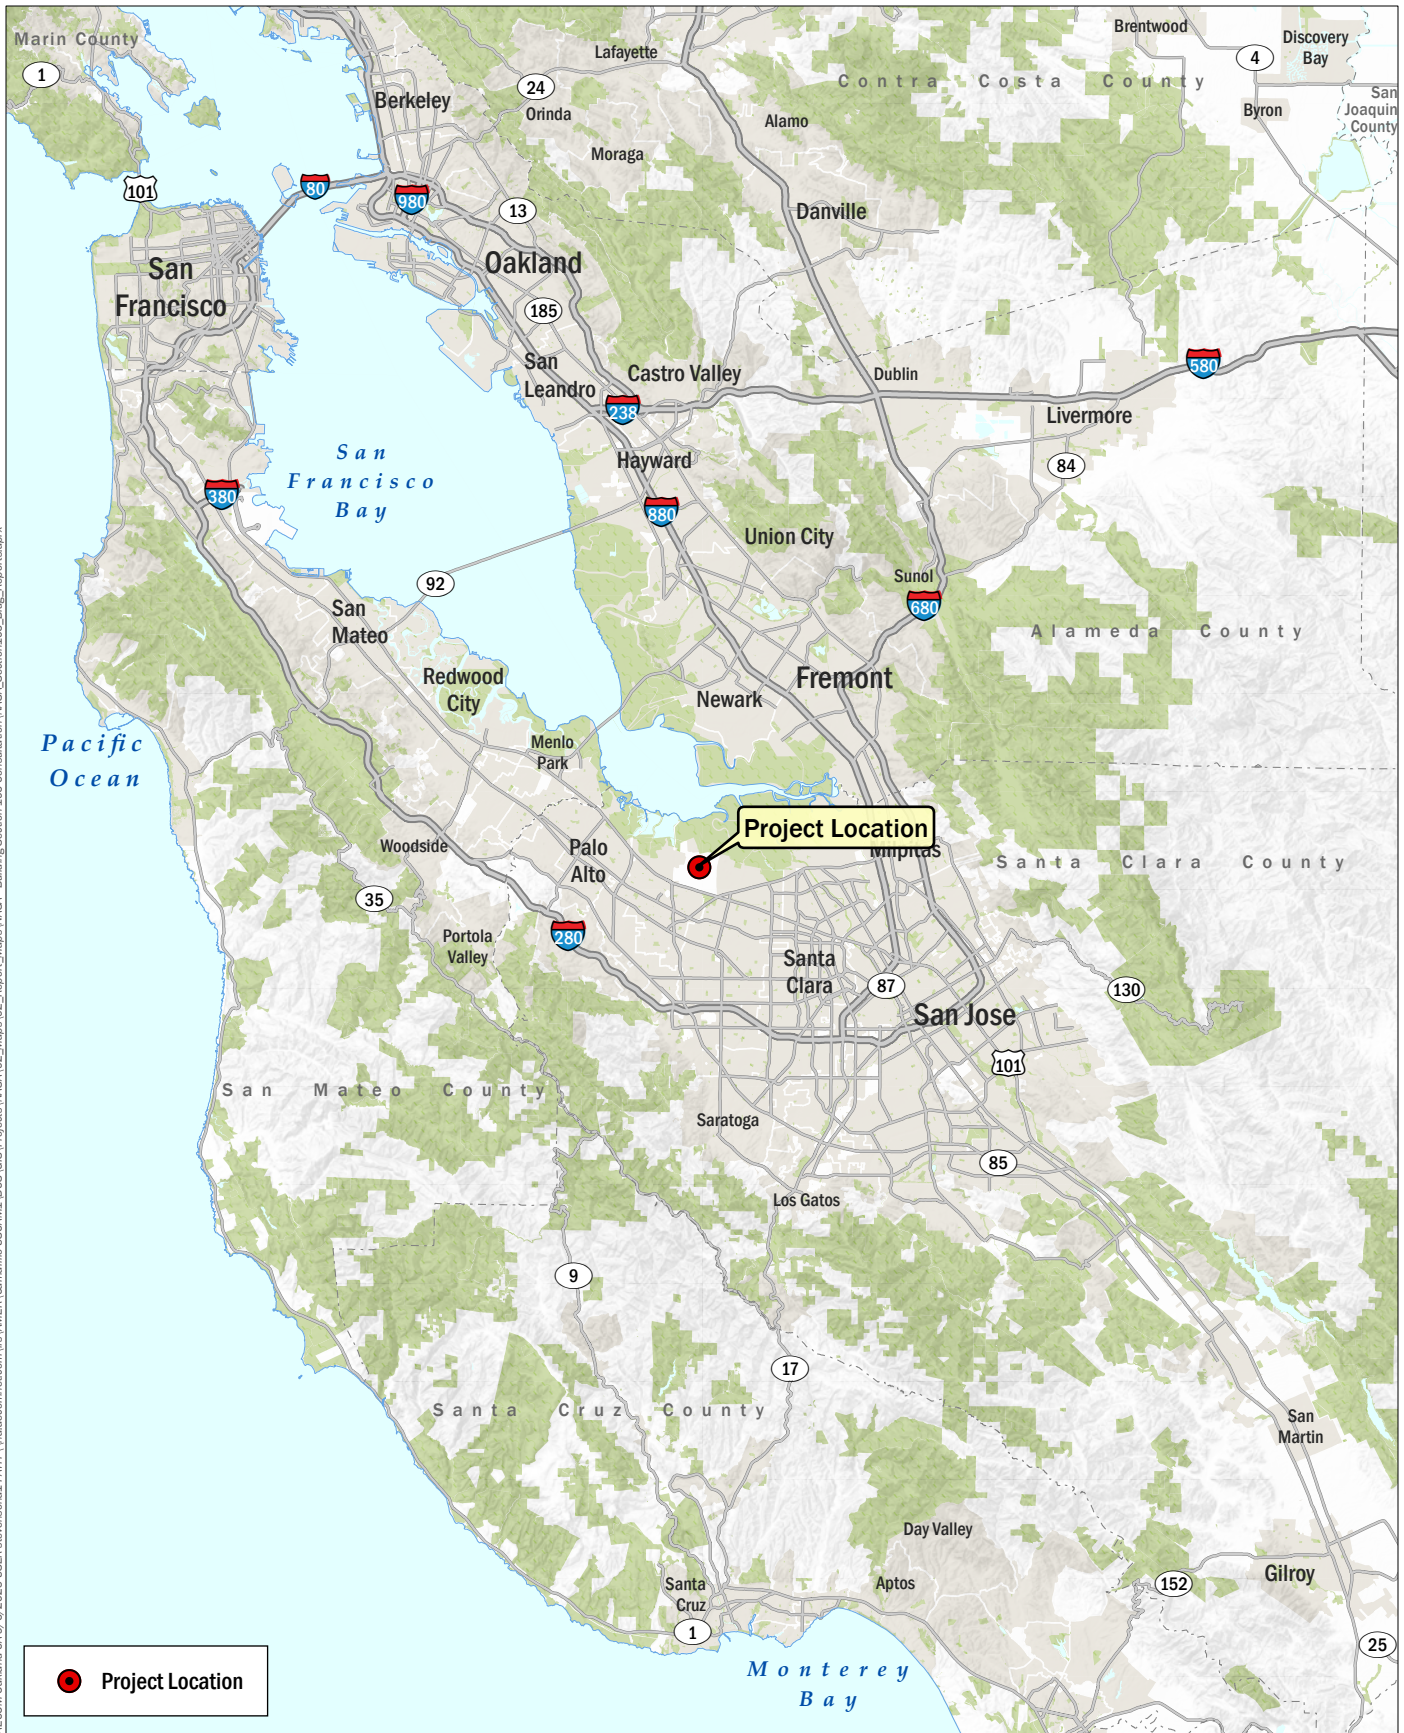 Marin County
1
Lafayette
Brentwood
4
Discovery
Bay
24
Orinda
Contra Costa County
San
Joaquin
County
Berkeley
Alamo
Byron
Moraga
101
80
980
13
Danville
San
Francisco
Oakland
185
San
Leandro
Castro Valley
Dublin
580
238
Livermore
San
Francisco
Bay
Hayward
84
380
880
Union City
92
Sunol
680
San
Mateo
Alameda County
Redwood
City
Fremont
Newark
Pacific
Ocean
Menlo
Park
Project Location
Milpitas
Woodside
Palo
Alto
Santa Clara County
35
280
Portola
Valley
Santa
Clara
87
130
San Jose
101
San Mateo County
Saratoga
85
Los Gatos
9
17
Santa Cruz County
San
Martin
Day Valley
Santa
Cruz
Aptos
152
Gilroy
1
25
Monterey
Bay
Project Location